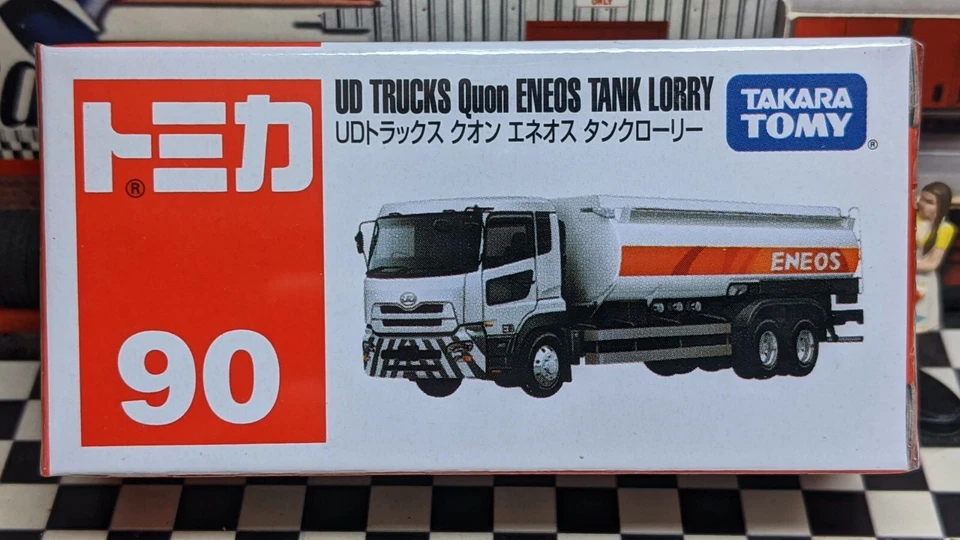 トミカ
®
90
UD TRUCKS Quon ENEOS TANK LORRY
UDトラックス クオン エネオス タンクローリー
TAKARA
TOMY
®
ENEOS
ONLY